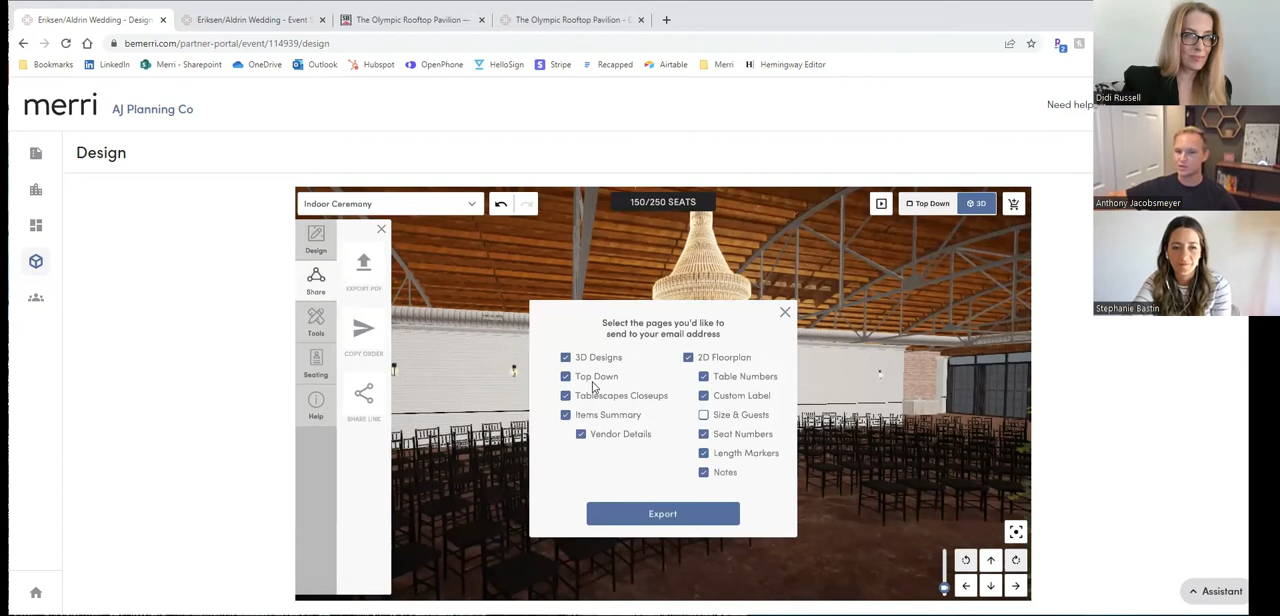 Eriksen/Aldrin Wedding - Design
Eriksen/Aldrin Wedding - Event S
SR
The Olympic Rooftop Pavilion —
The Olympic Rooftop Pavilion - D
bemerri.com/partner-portal/event/114939/design
Bookmarks
LinkedIn
Merri - Sharepoint
OneDrive
Outlook
Hubspot
OpenPhone
HelloSign
Stripe
Recapped
Airtable
Merri
Hemingway Editor
merri
AJ Planning Co
Need help
Design
Indoor Ceremony
150/250 SEATS
Top Down
3D
Design
Share
Tools
Seating
Help
EXPORT PDF
COPY ORDER
SHARE LINK
Select the pages you'd like to
send to your email address
3D Designs
2D Floorplan
Top Down
Table Numbers
Tablescapes Closeups
Custom Label
Items Summary
Size & Guests
Vendor Details
Seat Numbers
Length Markers
Notes
Export
Assistant
Didi Russell
Anthony Jacobsmeyer
Stephanie Bastin